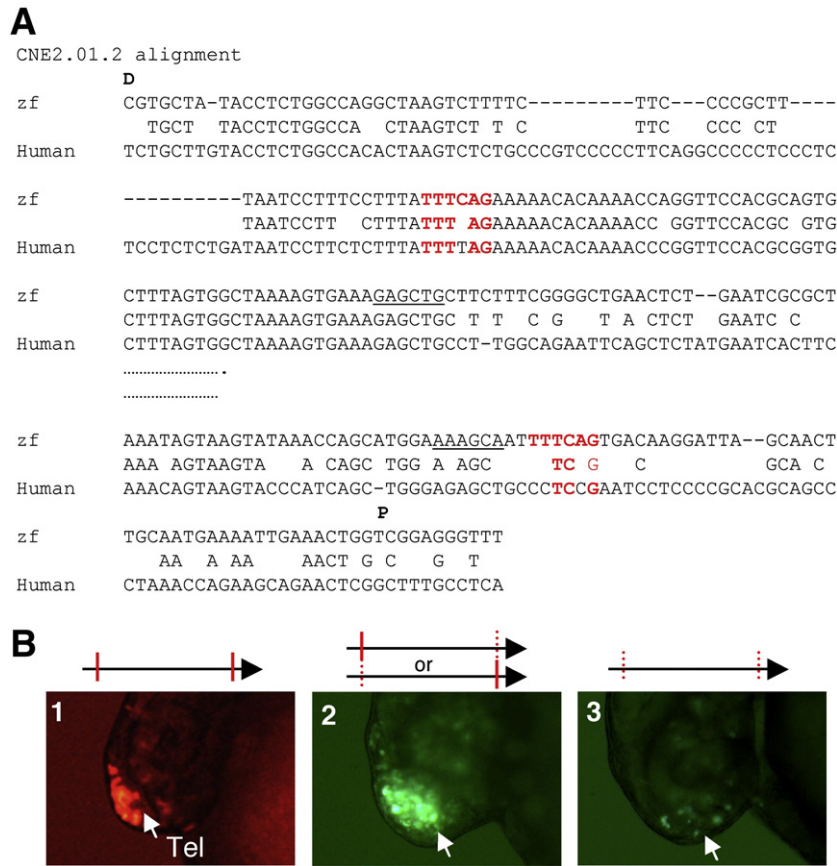 A
CNE2.01.2 alignment
D
zf CGTGCTA-TACCTCTGGCCAGGCTAAGTCTTTTC---------TTC---CCCGCTT----
TGCT TACCTCTGGCCA CTAAGTCT T C TTC CCC CT
Human TCTGCTTGTACCTCTGGCCACACTAAGTCTCTGCCCGTCCCCCTTCAGGCCCCCTCCCTC
zf ----------TAATCCTTTCCTTTATTTCAGAAAAACACAAAACCAGGTTCCACGCAGTG
TAATCCTT CTTTATTT AGAAAAACACAAAACC GGTTCCACGC GTG
Human TCCTCTCTGATAATCCTTCTCTTTATTTTAGAAAAACACAAAACCCGGTTCCACGCGGTG
zf CTTTAGTGGCTAAAAGTGAAAGAGCTGCTTCTTTCGGGGCTGAACTCT--GAATCGCGCT
CTTTAGTGGCTAAAAGTGAAAGAGCTGC T T C G T A CTCT GAATC C
Human CTTTAGTGGCTAAAAGTGAAAGAGCTGCCT-TGGCAGAATTCAGCTCTATGAATCACTTC
zf AAATAGTAAGTATAAACCAGCATGGAAAAGCAATTTTTCAGTGACAAGGATTA--GCAACT
AAA AGTAAGTA A CAGC TGG A AGC TC G C GCA C
Human AAACAGTAAGTACCCATCAGC-TGGGAGAGCTGCCCTCCGAATCCTCCCCGCACGCAGCC
P
zf TGCAATGAAAATTGAAACTGGTCGGAGGGTTT
AA A AA AACT G C G T
Human CTAAACCAGAAGCAGAACTCGGCTTTGCCTCA
B
or
1 2 3
Tel